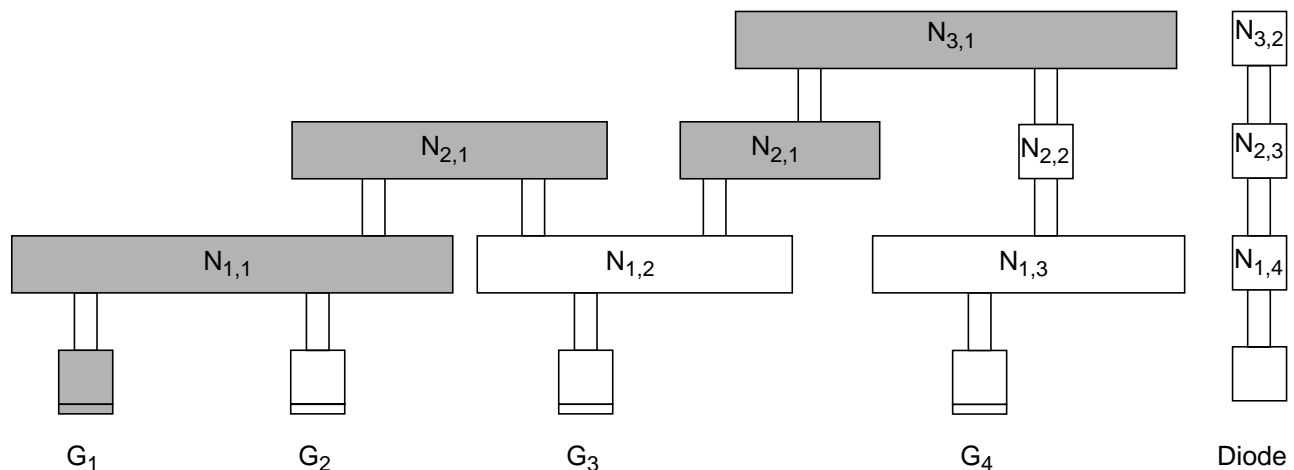 N3,1 N3,2
N2,1 N2,1 N2,2 N2,3
N1,1 N1,2 N1,3 N1,4
G1 G2 G3 G4 Diode